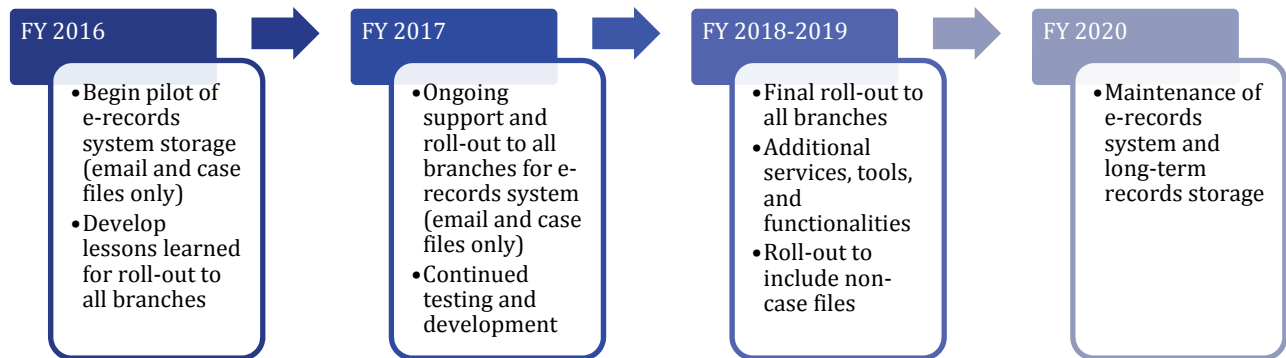 FY 2016
•Begin pilot of
e-records
system storage
(email and case
files only)
•Develop
lessons learned
for roll-out to
all branches
FY 2017
•Ongoing
support and
roll-out to all
branches for e-
records system
(email and case
files only)
•Continued
testing and
development
FY 2018-2019
•Final roll-out to
all branches
•Additional
services, tools,
and
functionalities
•Roll-out to
include non-
case files
FY 2020
•Maintenance of
e-records
system and
long-term
records storage